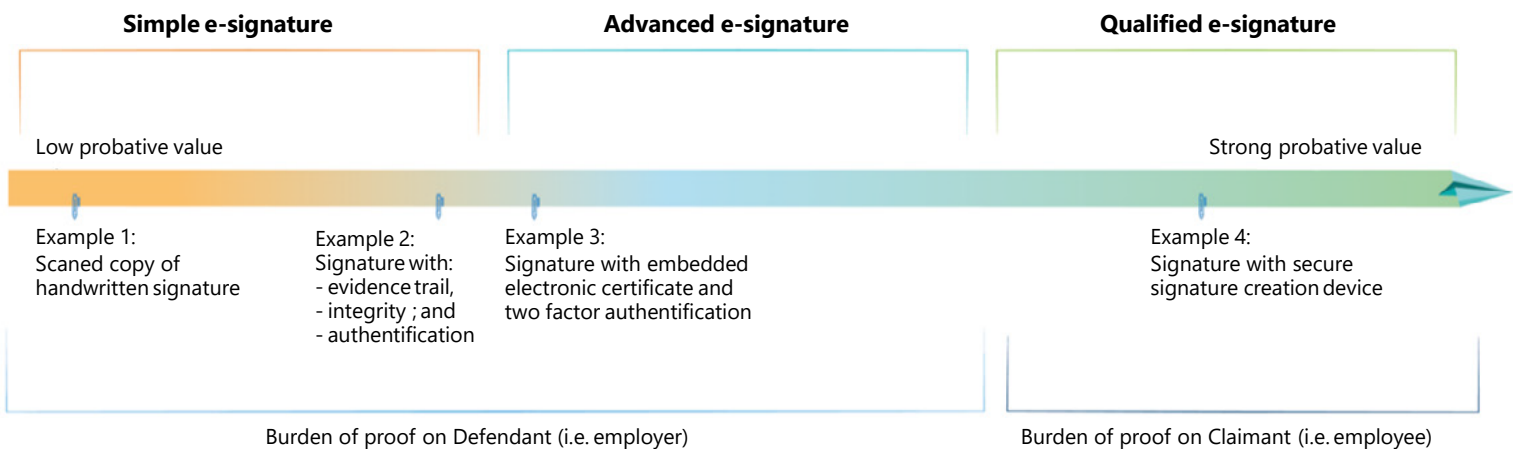 Simple e-signature
Advanced e-signature
Qualified e-signature
Low probative value
Strong probative value
Example 1:
Scaned copy of
handwritten signature
Example 2:
Signature with:
- evidence trail,
- integrity ; and
- authentification
Example 3:
Signature with embedded
electronic certificate and
two factor authentification
Example 4:
Signature with secure
signature creation device
Burden of proof on Defendant (i.e. employer)
Burden of proof on Claimant (i.e. employee)